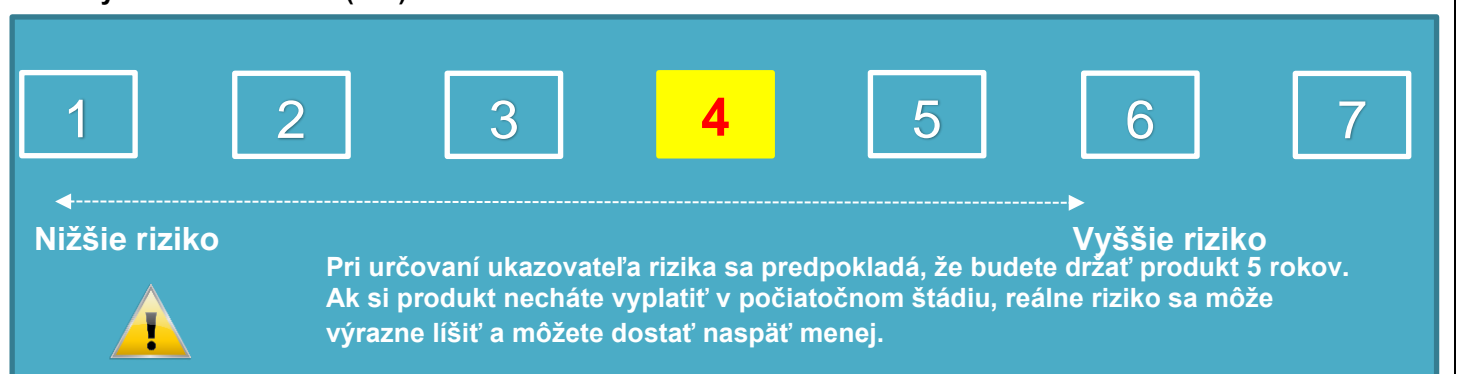 1 2 3 4 5 6 7
Nižšie riziko Vyššie riziko
Pri určovaní ukazovateľa rizika sa predpokladá, že budete držať produkt 5 rokov.
Ak si produkt necháte vyplatiť v počiatočnom štádiu, reálne riziko sa môže
výrazne líšiť a môžete dostať naspäť menej.